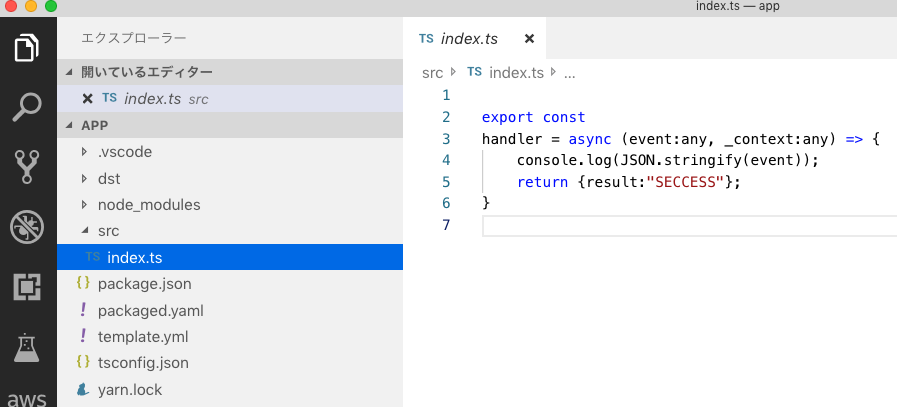 index.ts — app
エクスプローラー
開いているエディター
TS index.ts src
APP
.vscode
dst
node_modules
src
TS index.ts
{} package.json
! packaged.yaml
! template.yml
{} tsconfig.json
yarn.lock
aws
TS index.ts
src TS index.ts ...
1
2 export const
3 handler = async (event:any, _context:any) => {
4 console.log(JSON.stringify(event));
5 return {result:"SECCESS"};
6 }
7